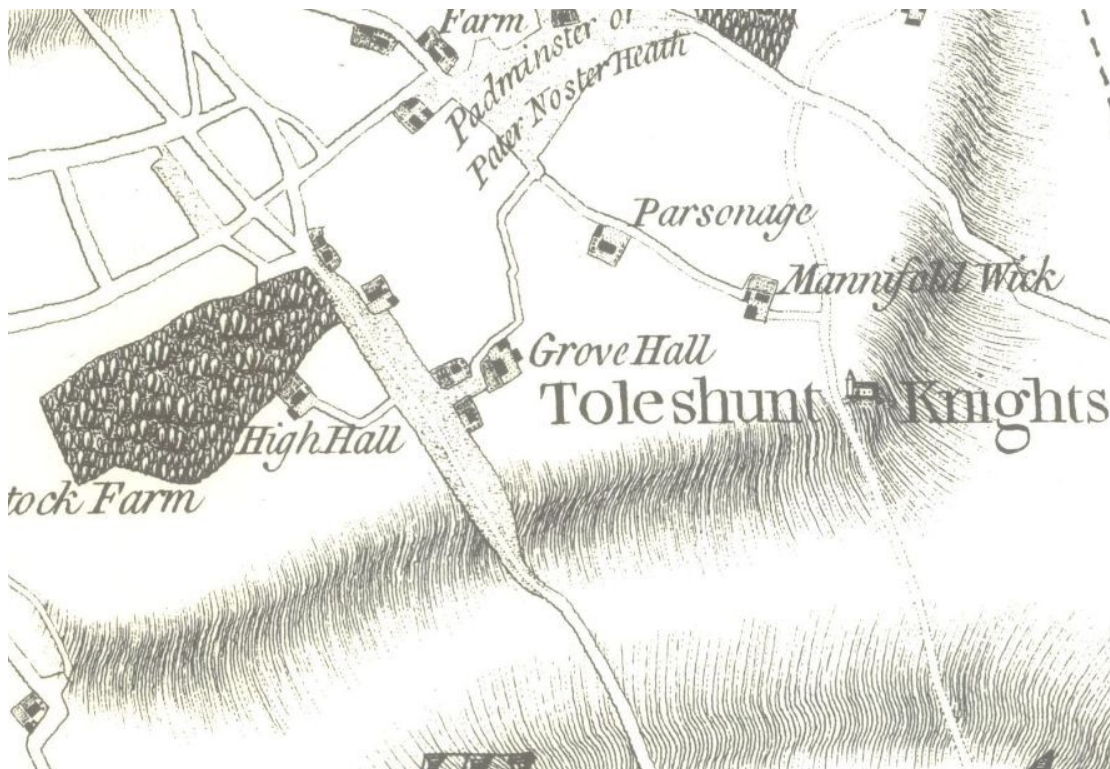 Farm
Padminster or
Pater Noster Heath
Parsonage
Mannifold Wick
Grove Hall
Toleshunt Knights
High Hall
tock Farm